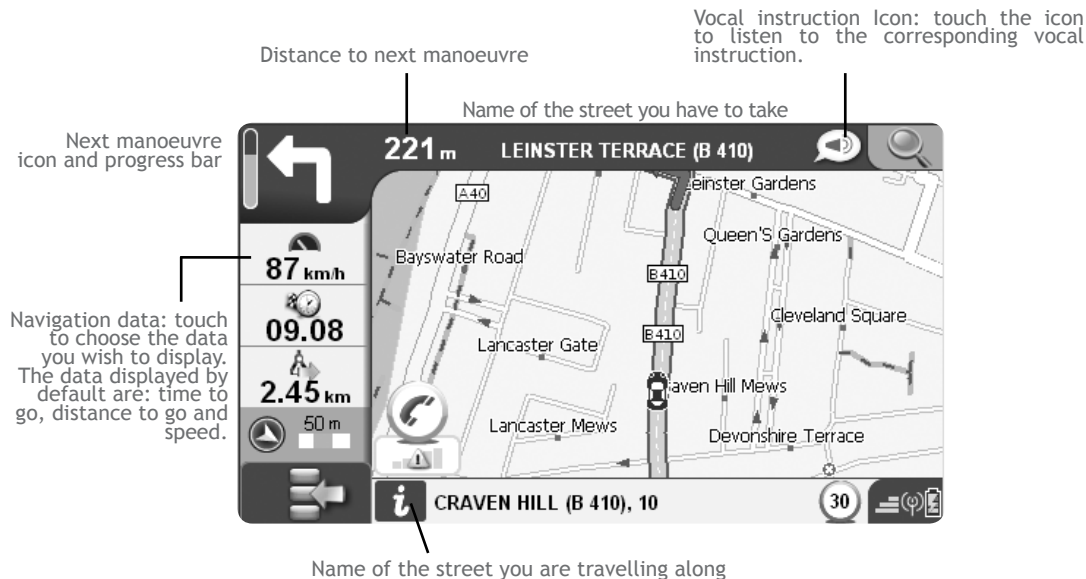 Vocal instruction Icon: touch the icon
to listen to the corresponding vocal
instruction.
Distance to next manoeuvre
Name of the street you have to take
Next manoeuvre
icon and progress bar
221 m
LEINSTER TERRACE (B 410)
A40
einster Gardens
Queen'S Gardens
Bayswater Road
87 km/h
B410
Navigation data: touch
to choose the data
you wish to display.
The data displayed by
default are: time to
go, distance to go and
speed.
09.08
Cleveland Square
B410
Lancaster Gate
2.45 km
raven Hill Mews
50 m
Lancaster Mews
Devonshire Terrace
i
CRAVEN HILL (B 410), 10
30
Name of the street you are travelling along